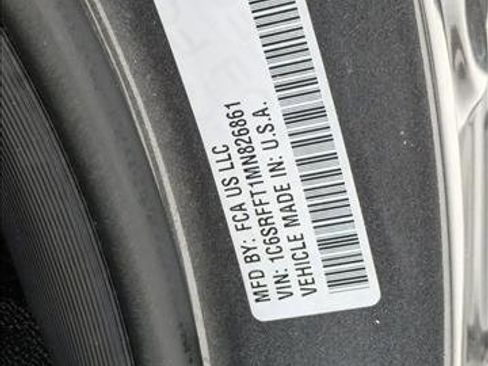 MFD BY: FCA US LLC
VIN: 1C6SRFFT1MN826861
VEHICLE MADE IN: U.S.A.